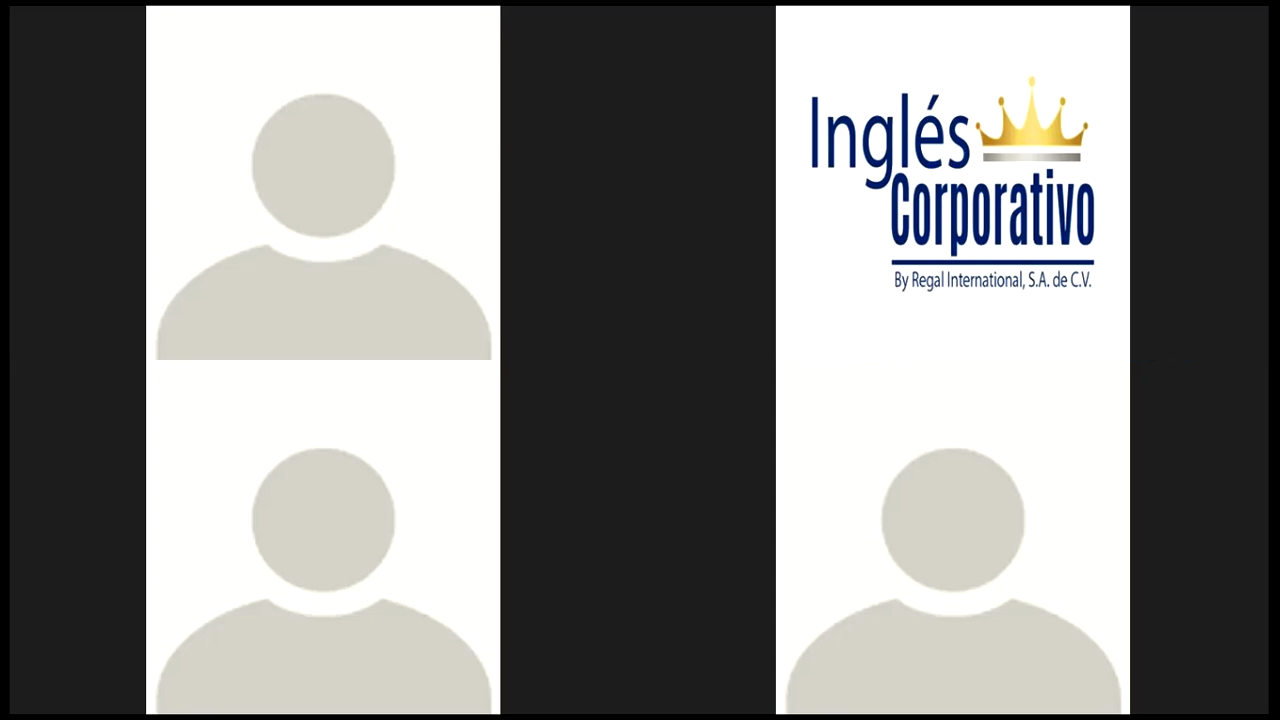 Inglés
Corporativo
By Regal International, S.A. de C.V.